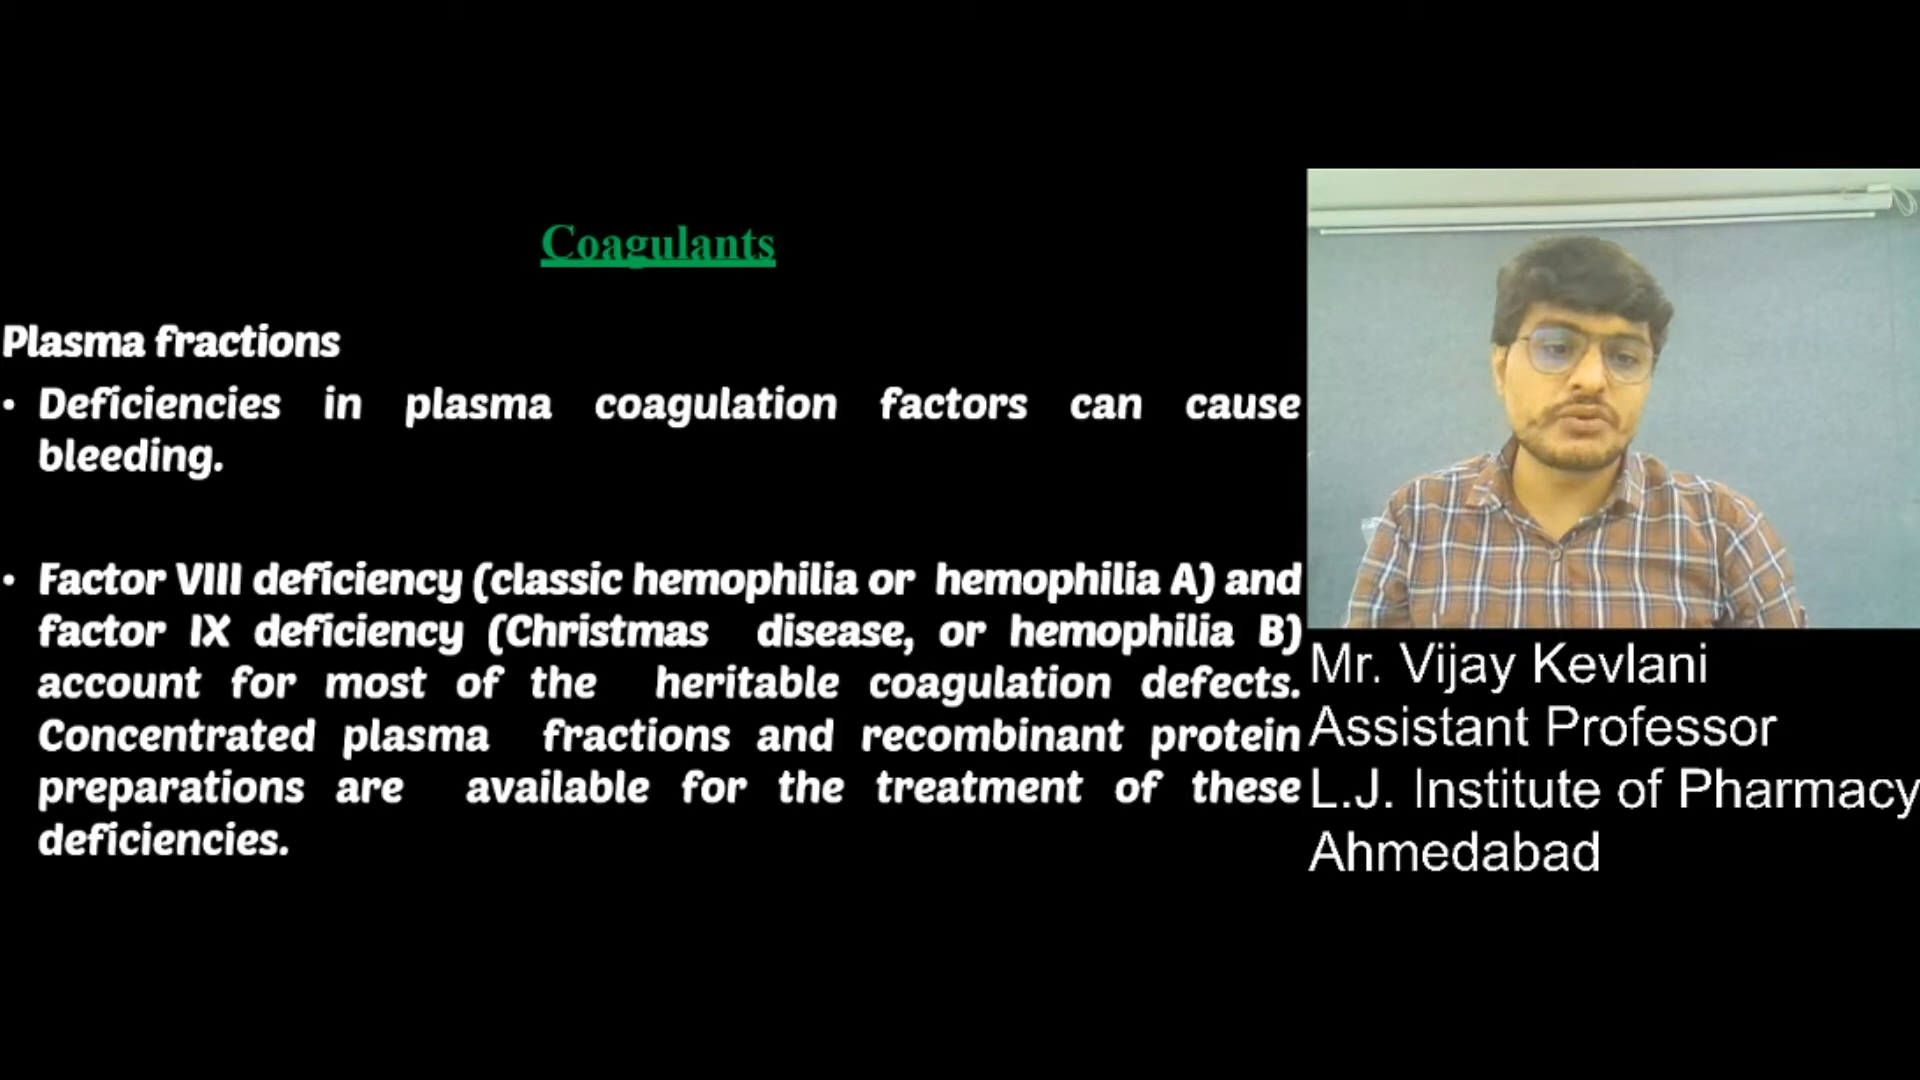 Coagulants
Plasma fractions
• Deficiencies in plasma coagulation factors can cause
bleeding.
• Factor VIII deficiency (classic hemophilia or hemophilia A) and
factor IX deficiency (Christmas disease, or hemophilia B)
account for most of the heritable coagulation defects.
Concentrated plasma fractions and recombinant protein
preparations are available for the treatment of these
deficiencies.
Mr. Vijay Kevlani
Assistant Professor
L.J. Institute of Pharmacy
Ahmedabad